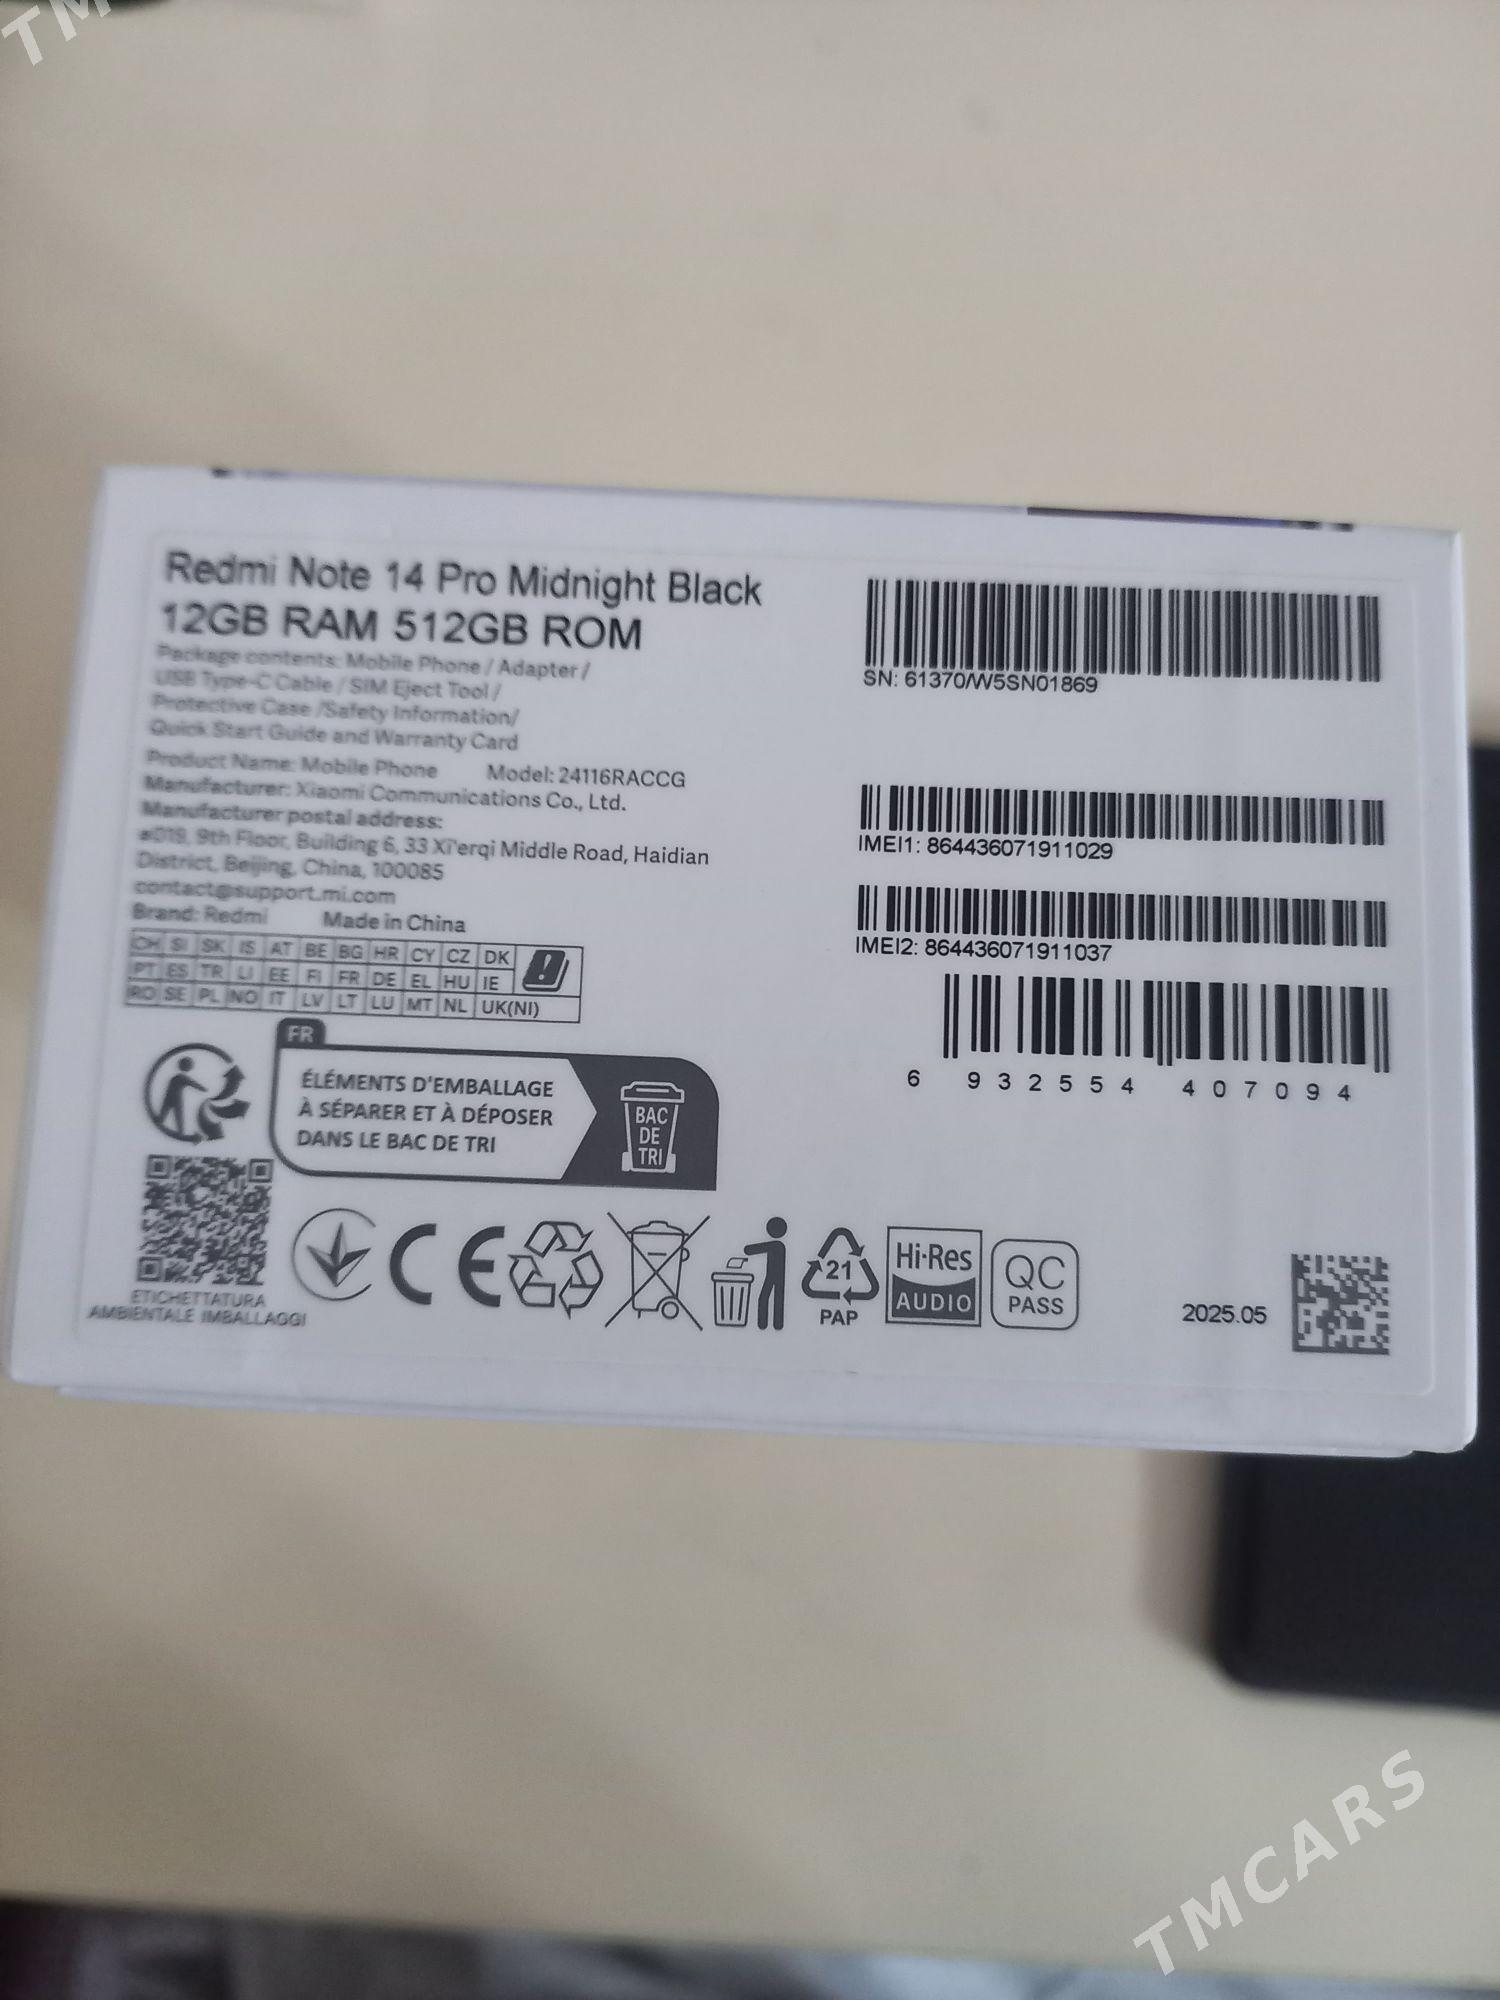 TM
Redmi Note 14 Pro Midnight Black
12GB RAM 512GB ROM
Package contents: Mobile Phone / Adapter /
USB Type-C Cable / SIM Eject Tool /
Protective Case /Safety Information/
Quick Start Guide and Warranty Card
Product Name: Mobile Phone Model: 24116RACCG
Manufacturer: Xiaomi Communications Co., Ltd.
Manufacturer postal address:
#019, 9th Floor, Building 6, 33 Xi'erqi Middle Road, Haidian
District, Beijing, China, 100085
contact@support.mi.com
Brand: Redmi Made in China
CH SI SK IS AT BE BG HR CY CZ DK
PT ES TR LI EE FI FR DE EL HU IE
RO SE PL NO IT LV LT LU MT NL UK(NI)
FR
ÉLÉMENTS D'EMBALLAGE
À SÉPARER ET À DÉPOSER
DANS LE BAC DE TRI
BAC
DE
TRI
ETICHETTATURA
AMBIENTALE IMBALLAGGI
CE
21
PAP
Hi-Res
AUDIO
QC
PASS
SN: 61370/W5SN01869
IMEI1: 864436071911029
IMEI2: 864436071911037
6 932554 407094
2025.05
TMCARS